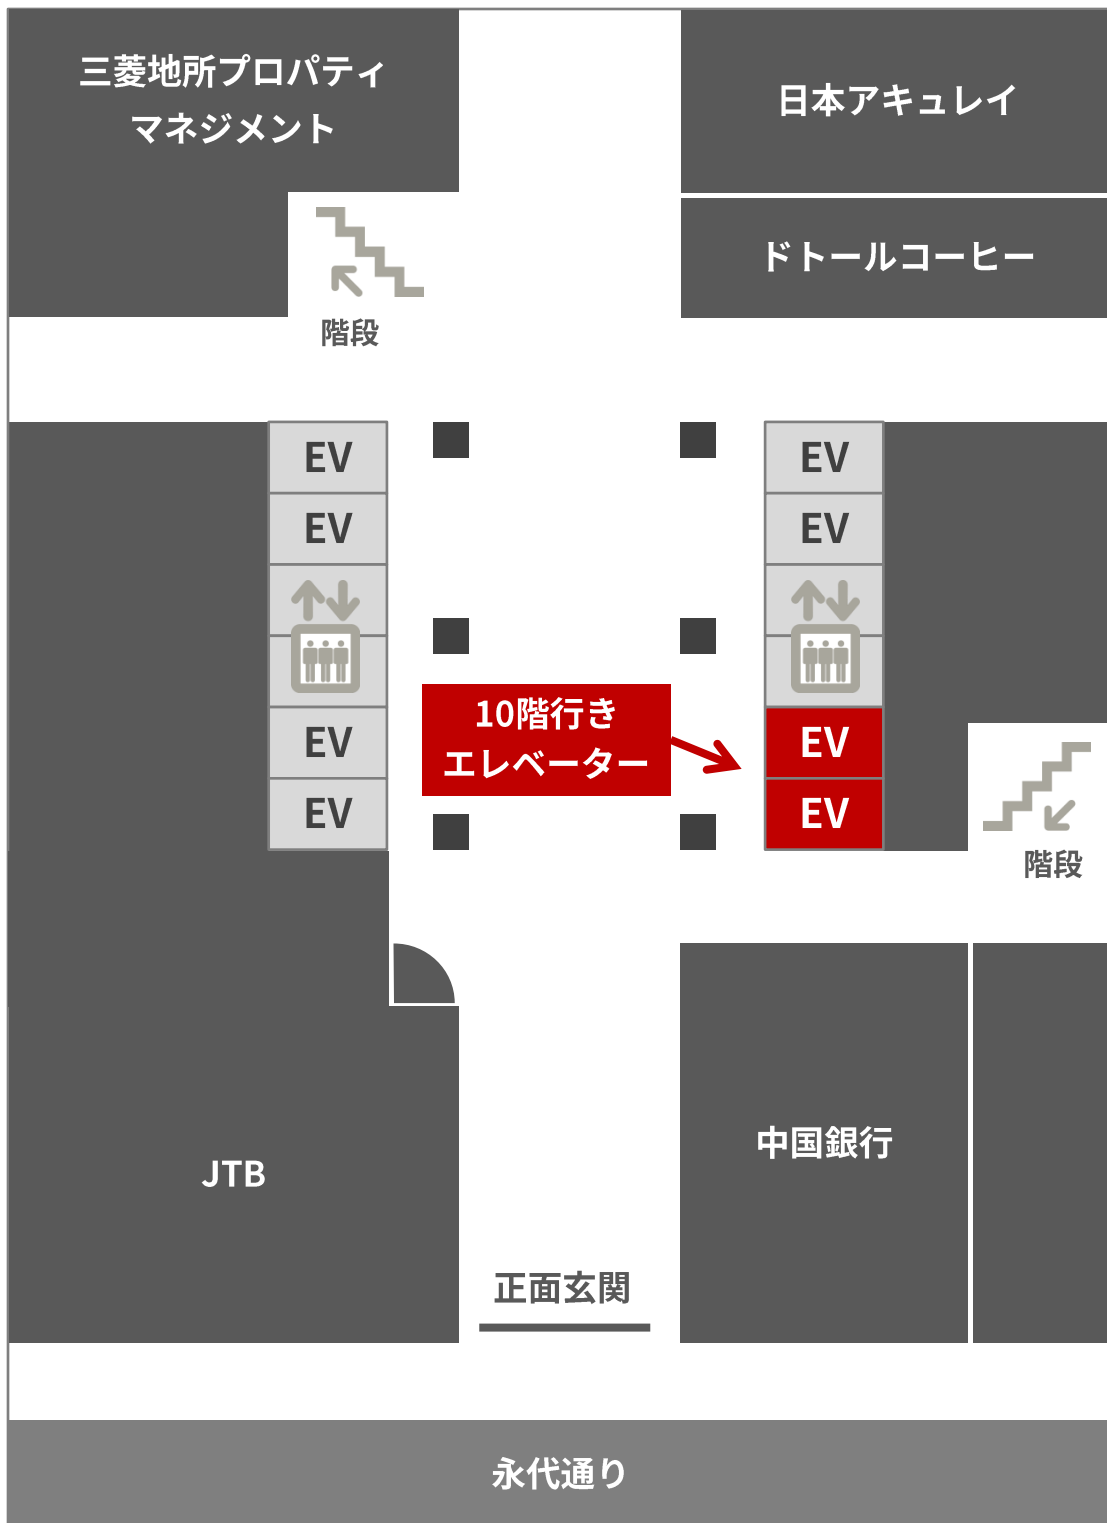 三菱地所プロパティ
マネジメント
日本アキュレイ
ドトールコーヒー
階段
EV
EV
EV
EV
EV
EV
10階行き
エレベーター
EV
EV
階段
中国銀行
JTB
正面玄関
永代通り